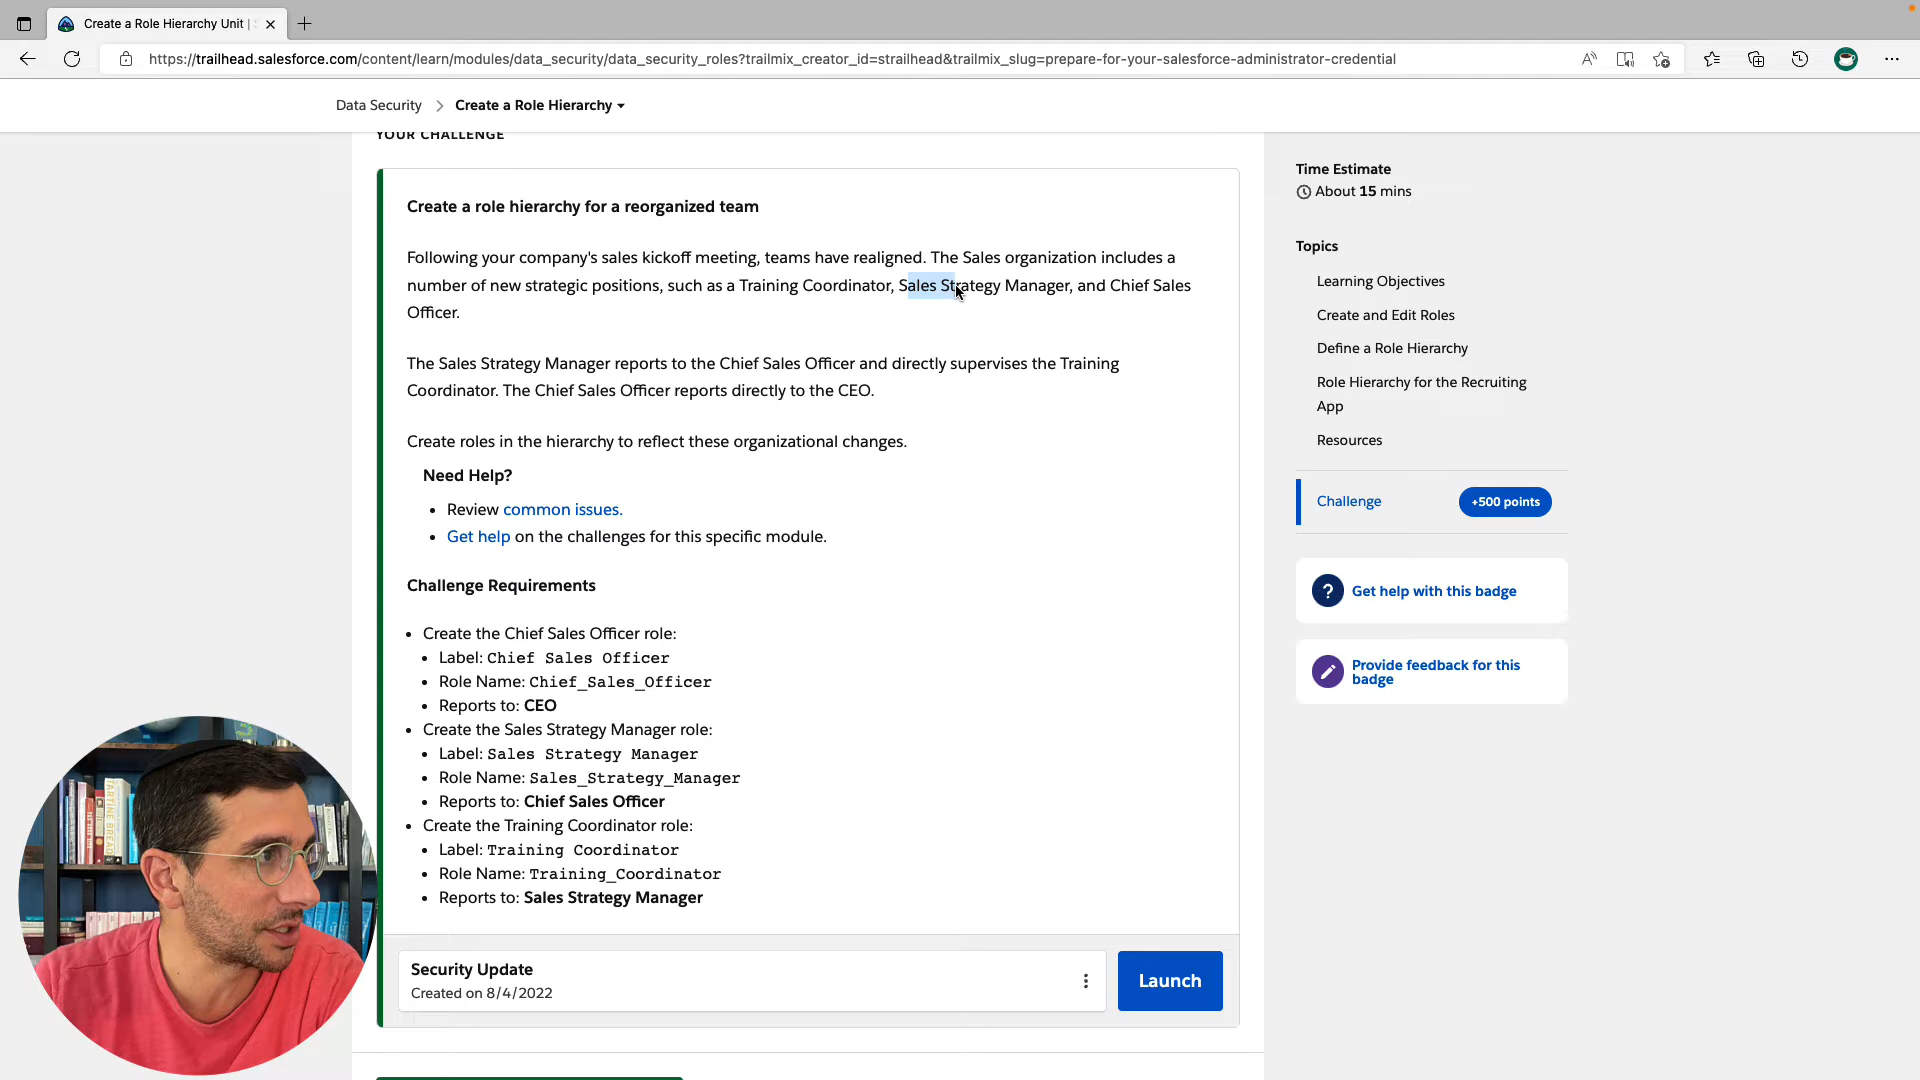 Create a Role Hierarchy Unit |
https://trailhead.salesforce.com/content/learn/modules/data_security/data_security_roles?trailmix_creator_id=strailhead&trailmix_slug=prepare-for-your-salesforce-administrator-credential
Data Security > Create a Role Hierarchy
YOUR CHALLENGE
Create a role hierarchy for a reorganized team
Following your company's sales kickoff meeting, teams have realigned. The Sales organization includes a
number of new strategic positions, such as a Training Coordinator, Sales Strategy Manager, and Chief Sales
Officer.
The Sales Strategy Manager reports to the Chief Sales Officer and directly supervises the Training
Coordinator. The Chief Sales Officer reports directly to the CEO.
Create roles in the hierarchy to reflect these organizational changes.
Need Help?
• Review common issues.
• Get help on the challenges for this specific module.
Challenge Requirements
• Create the Chief Sales Officer role:
• Label: Chief Sales Officer
• Role Name: Chief_Sales_Officer
• Reports to: CEO
• Create the Sales Strategy Manager role:
• Label: Sales Strategy Manager
• Role Name: Sales_Strategy_Manager
• Reports to: Chief Sales Officer
• Create the Training Coordinator role:
• Label: Training Coordinator
• Role Name: Training_Coordinator
• Reports to: Sales Strategy Manager
Security Update
Created on 8/4/2022
Launch
Time Estimate
About 15 mins
Topics
Learning Objectives
Create and Edit Roles
Define a Role Hierarchy
Role Hierarchy for the Recruiting
App
Resources
Challenge
+500 points
Get help with this badge
Provide feedback for this
badge